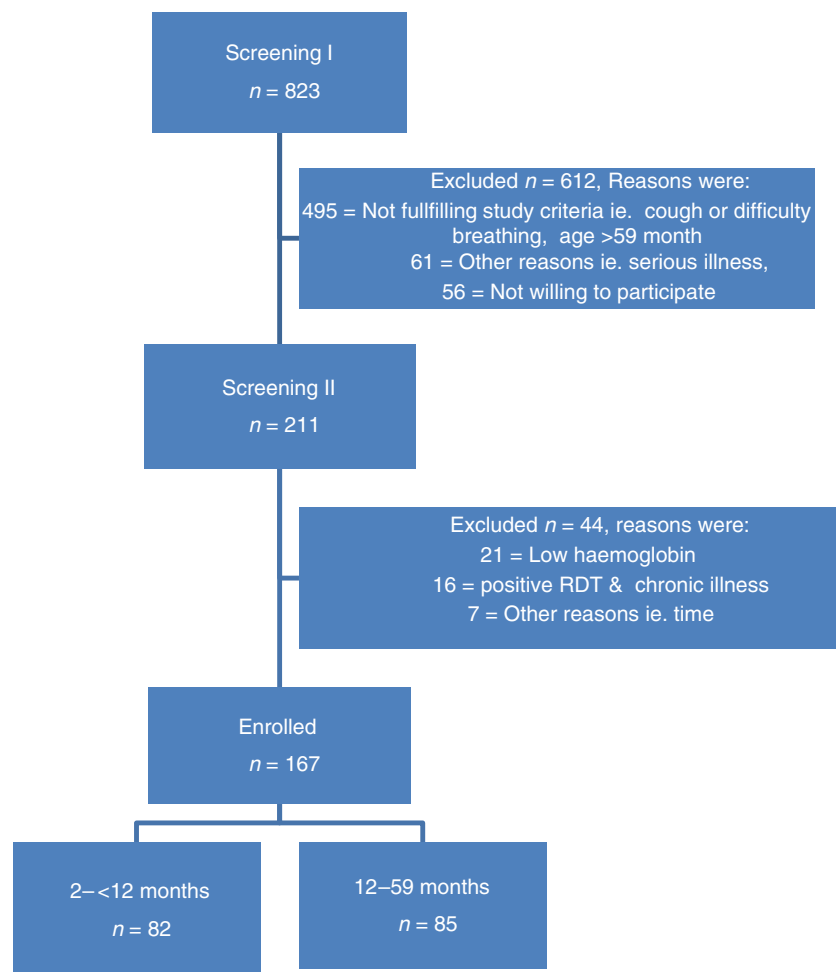 Screening I
n = 823
Excluded n = 612, Reasons were:
495 = Not fullfilling study criteria ie. cough or difficulty
breathing, age >59 month
61 = Other reasons ie. serious illness,
56 = Not willing to participate
Screening II
n = 211
Excluded n = 44, reasons were:
21 = Low haemoglobin
16 = positive RDT & chronic illness
7 = Other reasons ie. time
Enrolled
n = 167
2–<12 months
n = 82
12–59 months
n = 85